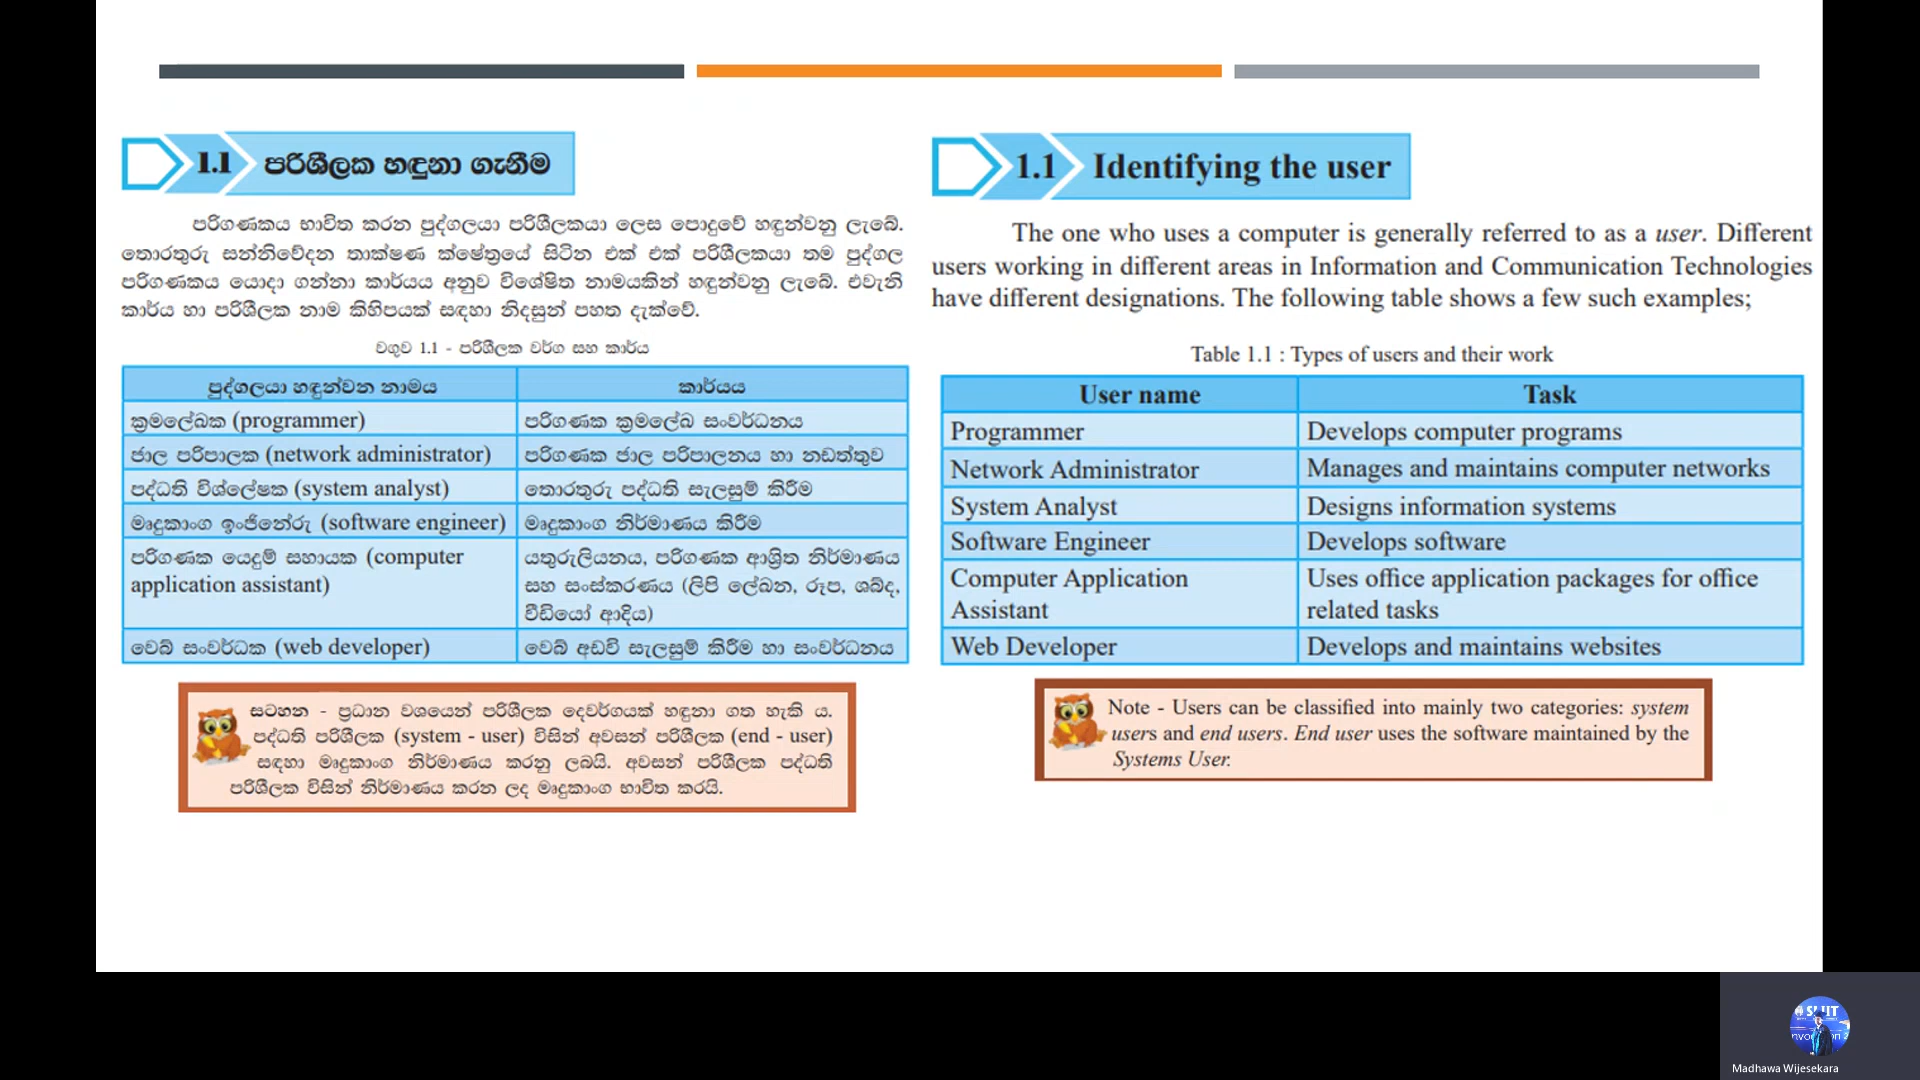 1.1 පරිශීලක හඳුනා ගැනීම
පරිගණකය භාවිත කරන පුද්ගලයා පරිශීලකයා ලෙස පොදුවේ හඳුන්වනු ලැබේ.
තොරතුරු සන්නිවේදන තාක්ෂණ ක්ෂේත්‍රයේ සිටින එක් එක් පරිශීලකයා තම පුද්ගල
පරිගණකය යොදා ගන්නා කාර්යය අනුව විශේෂිත නාමයකින් හඳුන්වනු ලැබේ. එවැනි
කාර්ය හා පරිශීලක නාම කිහිපයක් සඳහා නිදසුන් පහත දැක්වේ.
වගුව 1.1 - පරිශීලක වර්ග සහ කාර්ය
පුද්ගලයා හඳුන්වන නාමය කාර්යය
ක්‍රමලේඛක (programmer) පරිගණක ක්‍රමලේඛ සංවර්ධනය
ජාල පරිපාලක (network administrator) පරිගණක ජාල පරිපාලනය හා නඩත්තුව
පද්ධති විශ්ලේෂක (system analyst) තොරතුරු පද්ධති සැලසුම් කිරීම
මෘදුකාංග ඉංජිනේරු (software engineer) මෘදුකාංග නිර්මාණය කිරීම
පරිගණක යෙදුම් සහායක (computer
application assistant)
යතුරුලියනය, පරිගණක ආශ්‍රිත නිර්මාණය
සහ සංස්කරණය (ලිපි ලේඛන, රූප, ශබ්ද,
වීඩියෝ ආදිය)
වෙබ් සංවර්ධක (web developer) වෙබ් අඩවි සැලසුම් කිරීම හා සංවර්ධනය
සටහන - ප්‍රධාන වශයෙන් පරිශීලක දෙවර්ගයක් හඳුනා ගත හැකි ය.
පද්ධති පරිශීලක (system - user) විසින් අවසන් පරිශීලක (end - user)
සඳහා මෘදුකාංග නිර්මාණය කරනු ලබයි. අවසන් පරිශීලක පද්ධති
පරිශීලක විසින් නිර්මාණය කරන ලද මෘදුකාංග භාවිත කරයි.
1.1 Identifying the user
The one who uses a computer is generally referred to as a user. Different
users working in different areas in Information and Communication Technologies
have different designations. The following table shows a few such examples;
Table 1.1 : Types of users and their work
User name Task
Programmer Develops computer programs
Network Administrator Manages and maintains computer networks
System Analyst Designs information systems
Software Engineer Develops software
Computer Application
Assistant
Uses office application packages for office
related tasks
Web Developer Develops and maintains websites
Note - Users can be classified into mainly two categories: system
users and end users. End user uses the software maintained by the
Systems User.
Madhawa Wijesekara